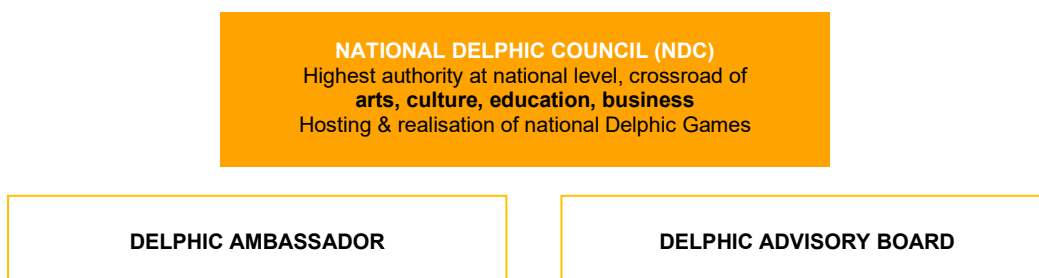 NATIONAL DELPHIC COUNCIL (NDC)
Highest authority at national level, crossroad of
arts, culture, education, business
Hosting & realisation of national Delphic Games
DELPHIC AMBASSADOR
DELPHIC ADVISORY BOARD